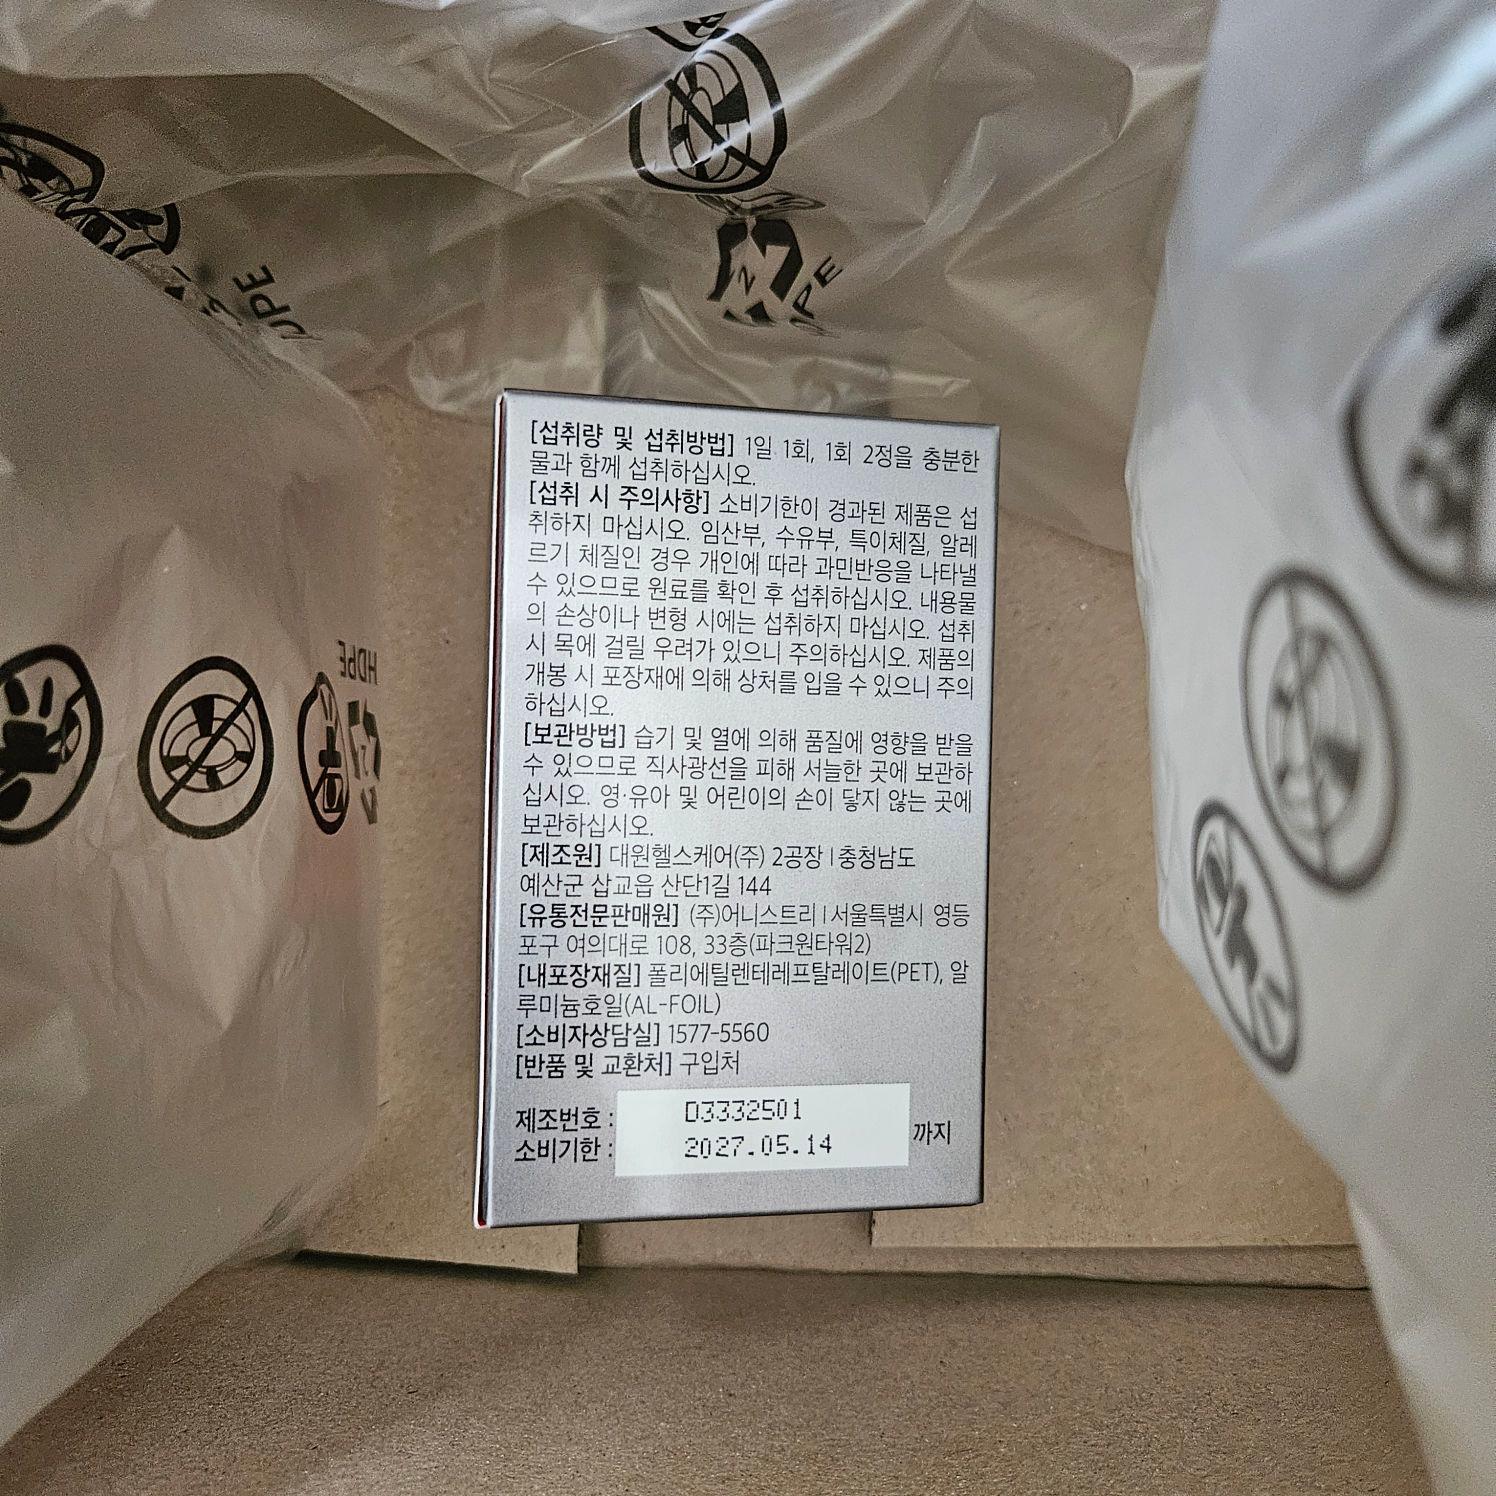 2
PE
HDPE
HDPE
[섭취량 및 섭취방법] 1일 1회, 1회 2정을 충분한
물과 함께 섭취하십시오.
[섭취 시 주의사항] 소비기한이 경과된 제품은 섭
취하지 마십시오. 임산부, 수유부, 특이체질, 알레
르기 체질인 경우 개인에 따라 과민반응을 나타낼
수 있으므로 원료를 확인 후 섭취하십시오. 내용물
의 손상이나 변형 시에는 섭취하지 마십시오. 섭취
시 목에 걸릴 우려가 있으니 주의하십시오. 제품의
개봉 시 포장재에 의해 상처를 입을 수 있으니 주의
하십시오.
[보관방법] 습기 및 열에 의해 품질에 영향을 받을
수 있으므로 직사광선을 피해 서늘한 곳에 보관하
십시오. 영·유아 및 어린이의 손이 닿지 않는 곳에
보관하십시오.
[제조원] 대원헬스케어(주) 2공장 | 충청남도
예산군 삽교읍 산단1길 144
[유통전문판매원] (주)어니스트리 | 서울특별시 영등
포구 여의대로 108, 33층(파크원타워2)
[내포장재질] 폴리에틸렌테레프탈레이트(PET), 알
루미늄호일(AL-FOIL)
[소비자상담실] 1577-5560
[반품 및 교환처] 구입처
제조번호 : D3332501
소비기한 : 2027.05.14 까지